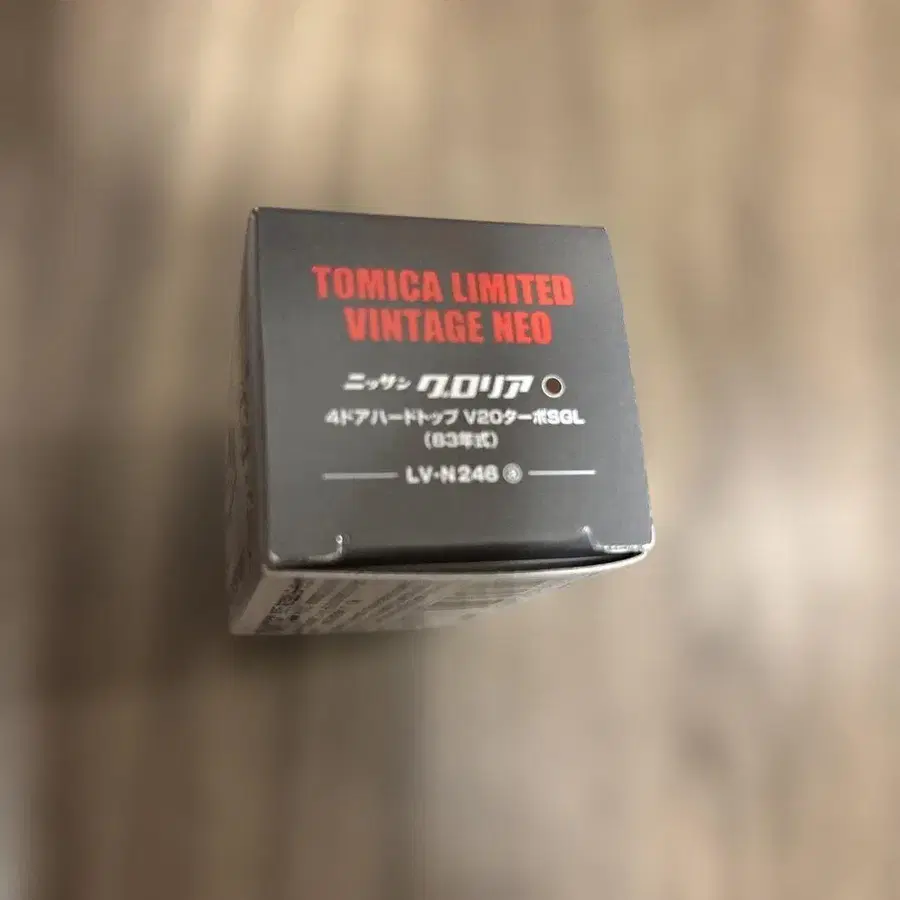 TOMICA LIMITED
VINTAGE NEO
ニッサン グロリア
4ドアハードトップ V20ターボSGL
(83年式)
LV-N246 ⓐ